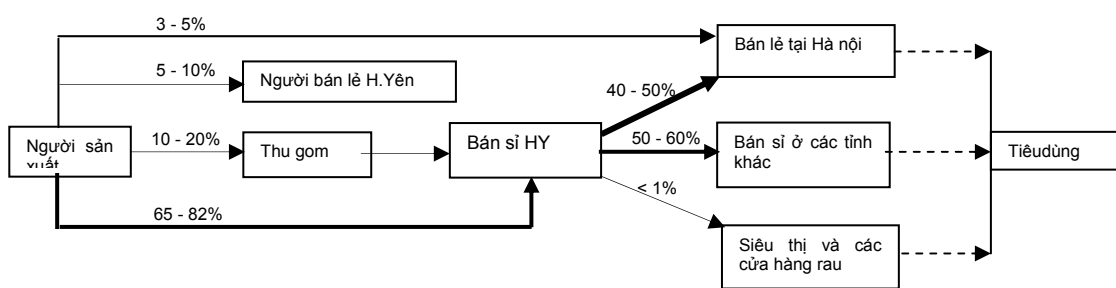 3 - 5%
Bán lẻ tại Hà nội
5 - 10%
Người bán lẻ H.Yên
40 - 50%
Người sản
xuất
10 - 20%
Thu gom
Bán sỉ HY
50 - 60%
Bán sỉ ở các tỉnh
khác
Tiêudùng
< 1%
65 - 82%
Siêu thị và các
cửa hàng rau